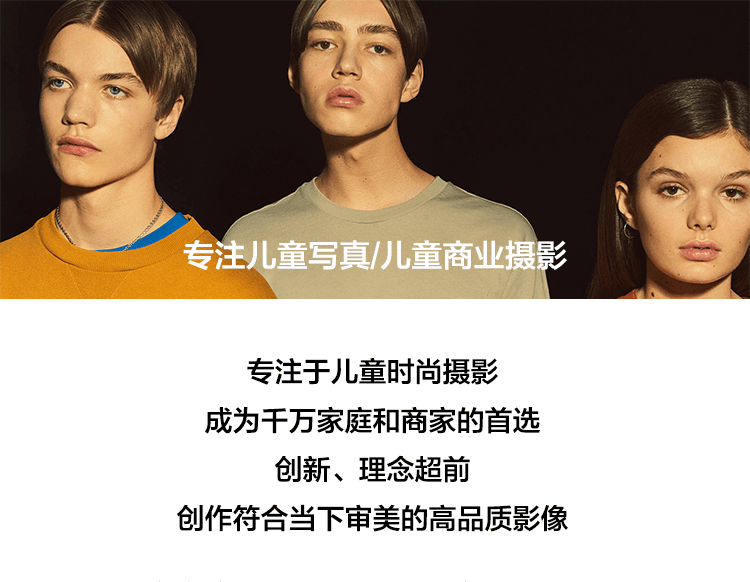 专注儿童写真/儿童商业摄影
专注于儿童时尚摄影
成为千万家庭和商家的首选
创新、理念超前
创作符合当下审美的高品质影像